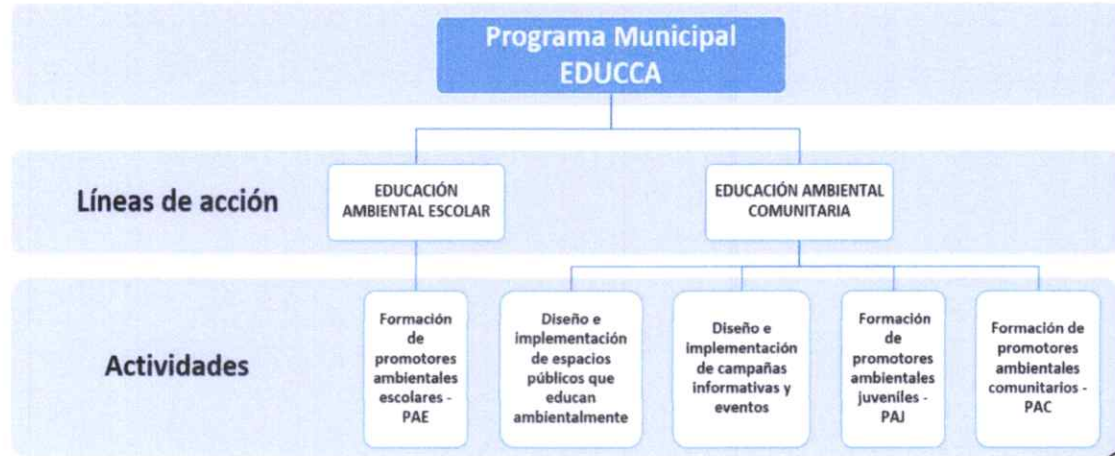 Programa Municipal
EDUCCA
Líneas de acción
EDUCACIÓN
AMBIENTAL ESCOLAR
EDUCACIÓN AMBIENTAL
COMUNITARIA
Actividades
Formación
de
promotores
ambientales
escolares -
PAE
Diseño e
implementación
de espacios
públicos que
educan
ambientalmente
Diseño e
implementación
de campañas
informativas y
eventos
Formación
de
promotores
ambientales
juveniles -
PAJ
Formación de
promotores
ambientales
comunitarios -
PAC